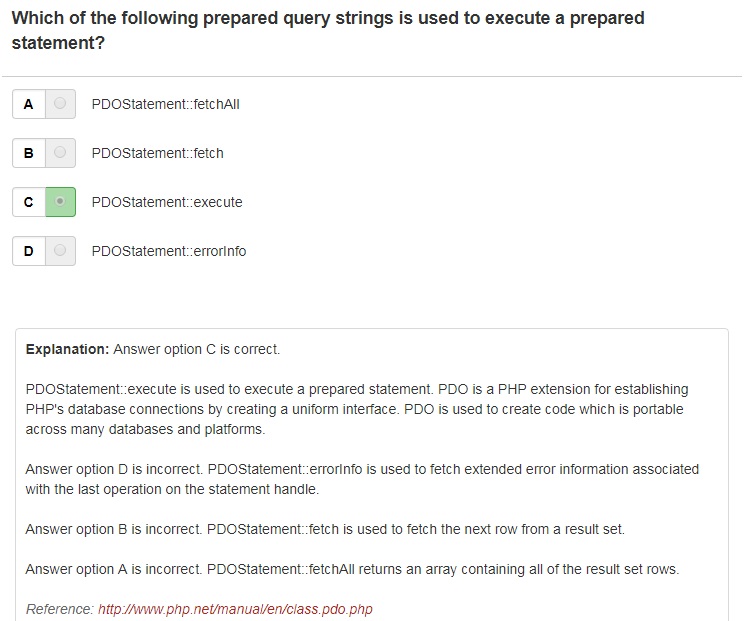 Which of the following prepared query strings is used to execute a prepared
statement?
A PDOStatement::fetchAll
B PDOStatement::fetch
C PDOStatement::execute
D PDOStatement::errorInfo
Explanation: Answer option C is correct.
PDOStatement::execute is used to execute a prepared statement. PDO is a PHP extension for establishing
PHP's database connections by creating a uniform interface. PDO is used to create code which is portable
across many databases and platforms.
Answer option D is incorrect. PDOStatement::errorInfo is used to fetch extended error information associated
with the last operation on the statement handle.
Answer option B is incorrect. PDOStatement::fetch is used to fetch the next row from a result set.
Answer option A is incorrect. PDOStatement::fetchAll returns an array containing all of the result set rows.
Reference: http://www.php.net/manual/en/class.pdo.php